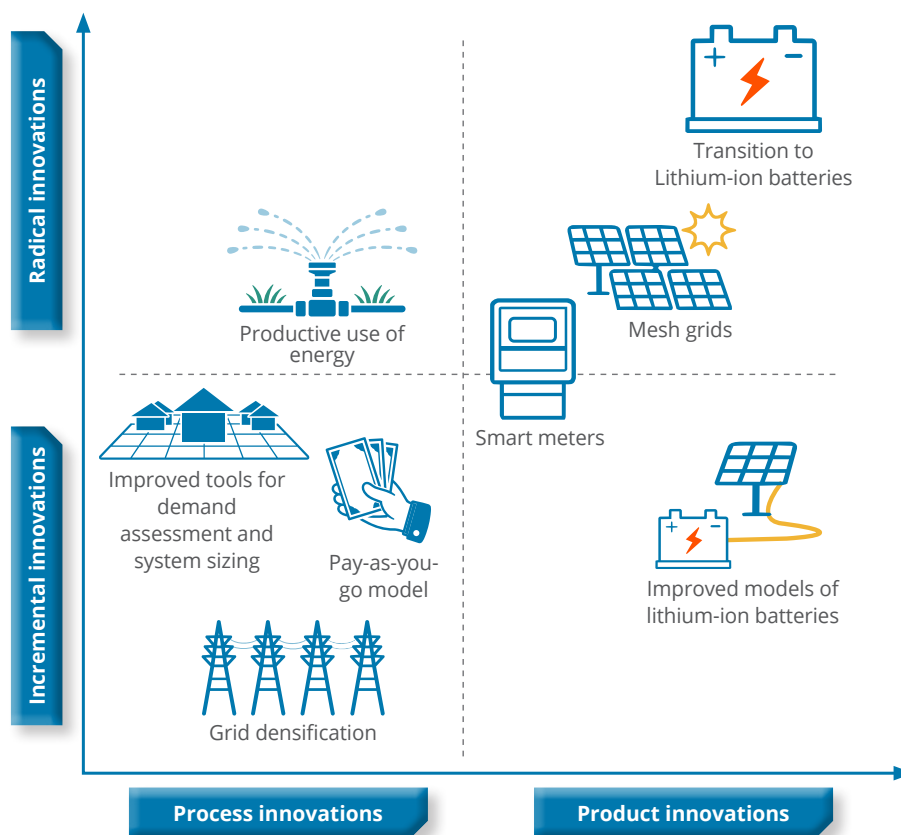 Radical innovations
Incremental innovations
Transition to
Lithium-ion batteries
Productive use of
energy
Mesh grids
Smart meters
Improved tools for
demand
assessment and
system sizing
Pay-as-you-
go model
Improved models of
lithium-ion batteries
Grid densification
Process innovations
Product innovations